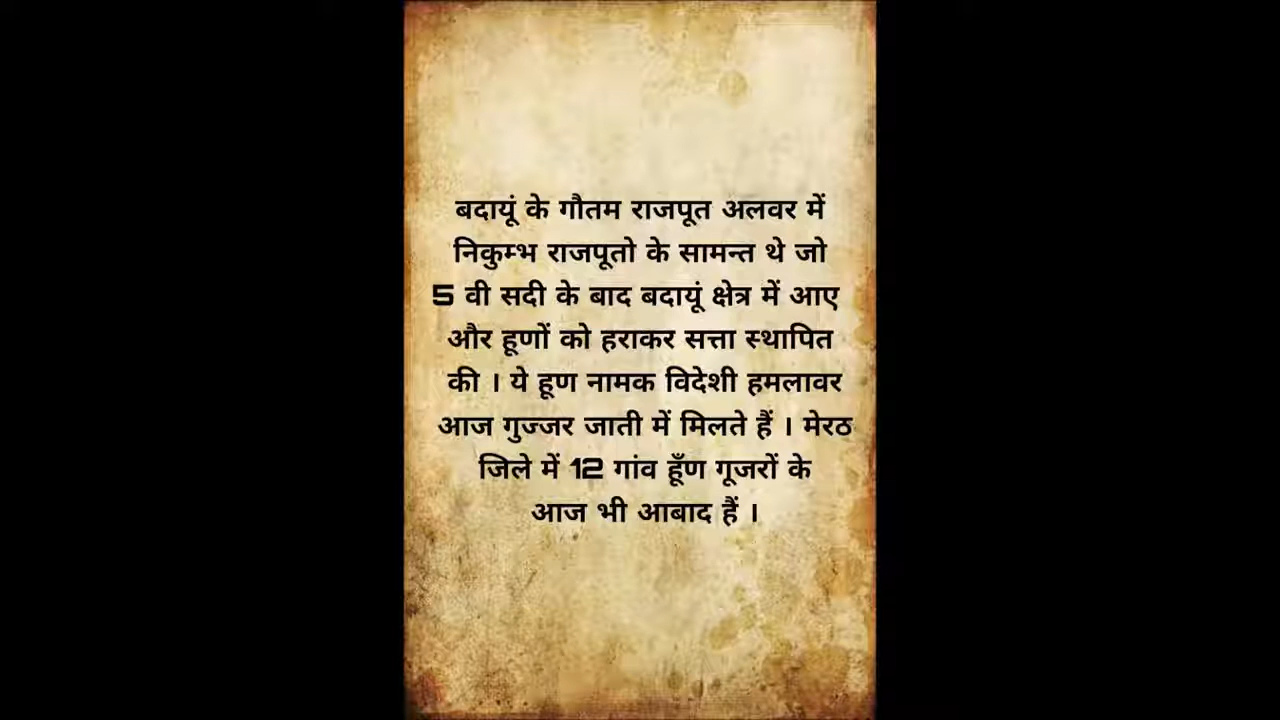 बदायूं के गौतम राजपूत अलवर में
निकुम्भ राजपूतो के सामन्त थे जो
5 वी सदी के बाद बदायूं क्षेत्र में आए
और हूणों को हराकर सत्ता स्थापित
की । ये हूण नामक विदेशी हमलावर
आज गुज्जर जाती में मिलते हैं । मेरठ
जिले में 12 गांव हूँण गूजरों के
आज भी आबाद हैं ।